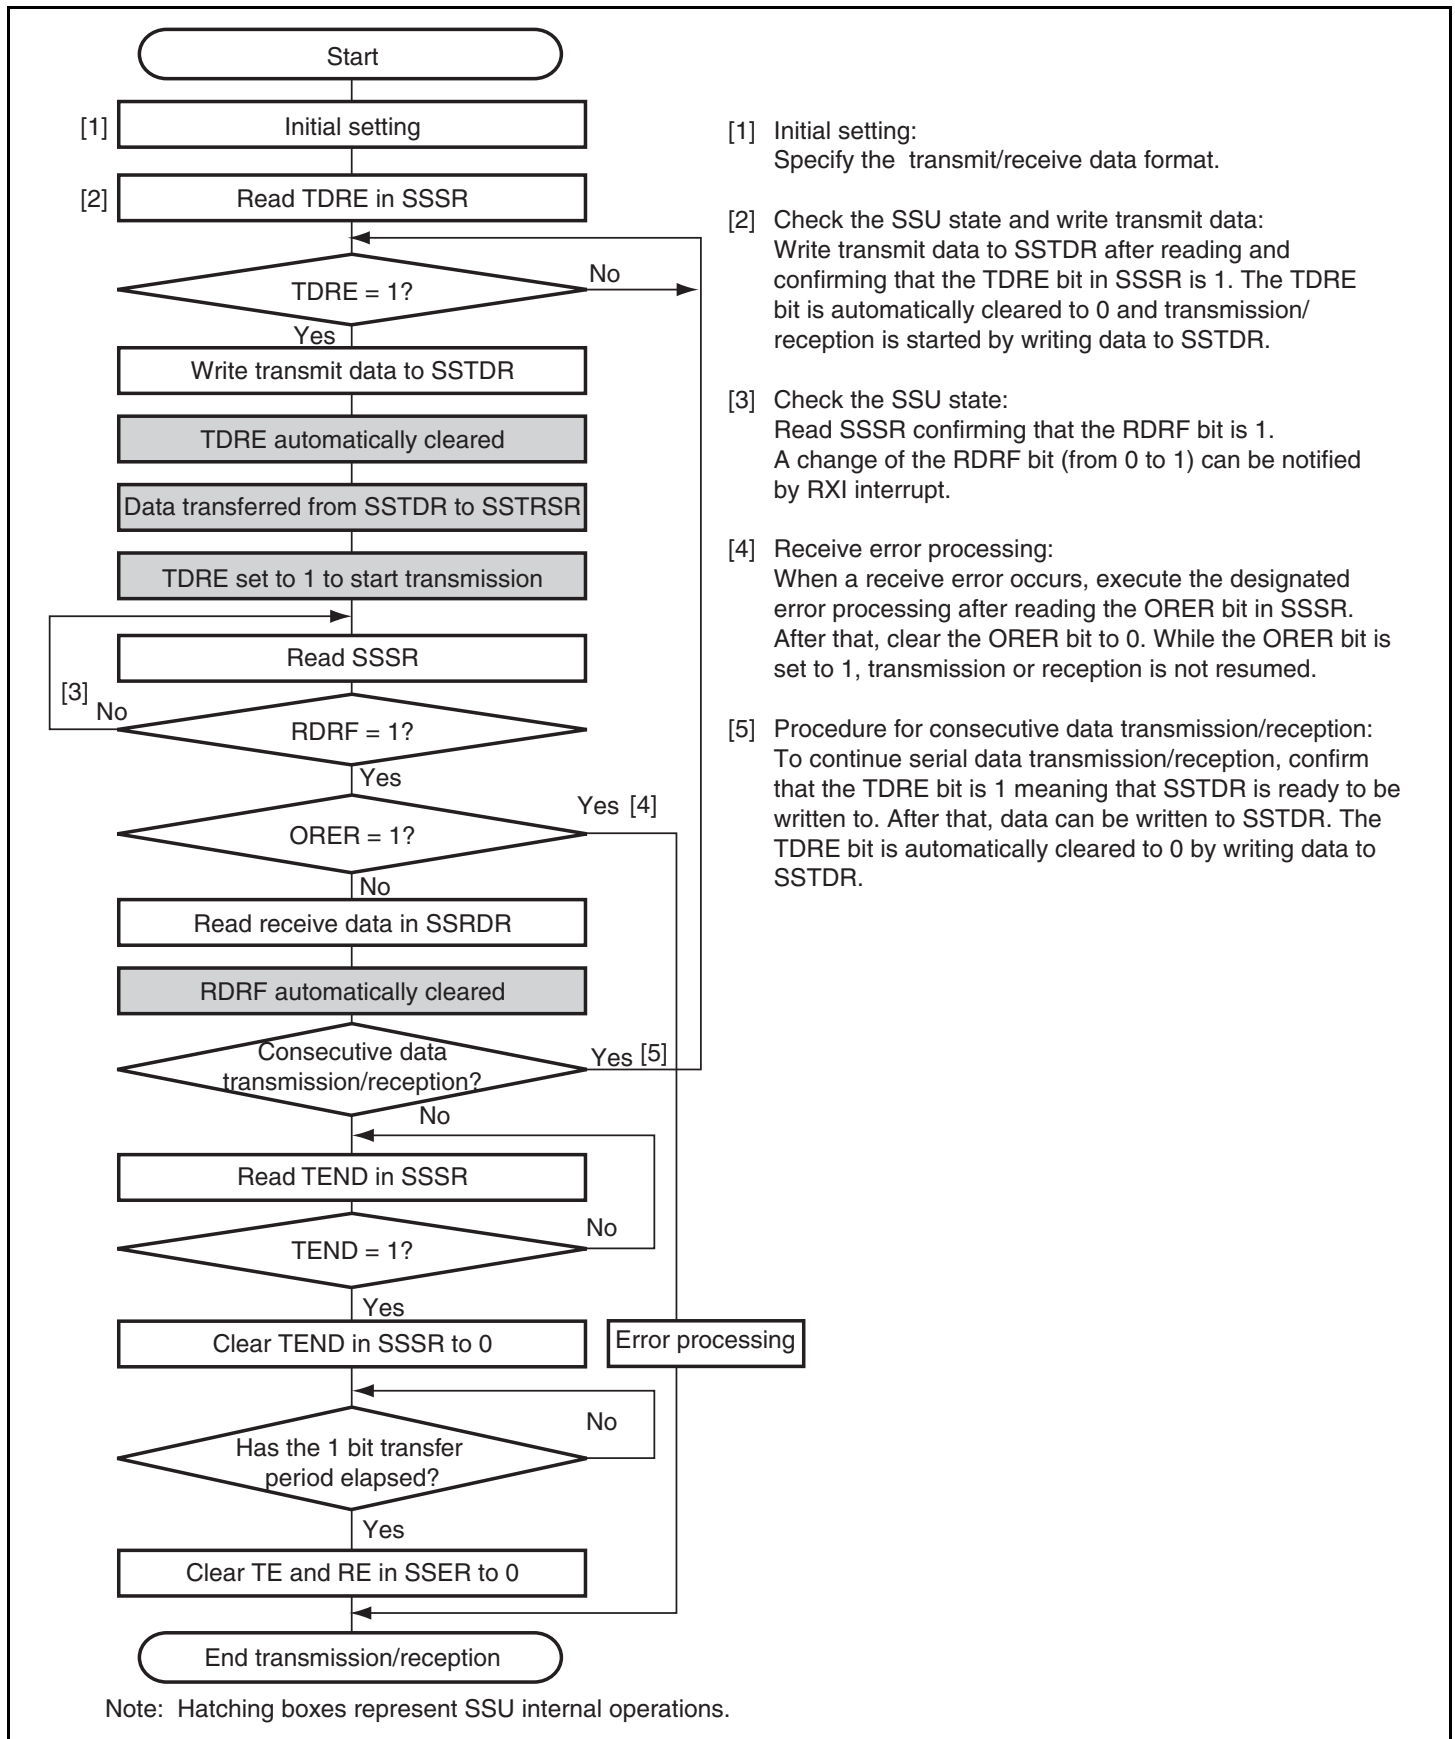 Start
[1] Initial setting
[2] Read TDRE in SSSR
TDRE = 1?
No
Yes
Write transmit data to SSTDR
TDRE automatically cleared
Data transferred from SSTDR to SSTRSR
TDRE set to 1 to start transmission
Read SSSR
[3]
No
RDRF = 1?
Yes
Yes [4]
ORER = 1?
No
Read receive data in SSRDR
RDRF automatically cleared
Consecutive data
transmission/reception?
Yes [5]
No
Read TEND in SSSR
No
TEND = 1?
Yes
Clear TEND in SSSR to 0
Error processing
No
Has the 1 bit transfer
period elapsed?
Yes
Clear TE and RE in SSER to 0
End transmission/reception
Note: Hatching boxes represent SSU internal operations.
[1] Initial setting:
Specify the transmit/receive data format.
[2] Check the SSU state and write transmit data:
Write transmit data to SSTDR after reading and
confirming that the TDRE bit in SSSR is 1. The TDRE
bit is automatically cleared to 0 and transmission/
reception is started by writing data to SSTDR.
[3] Check the SSU state:
Read SSSR confirming that the RDRF bit is 1.
A change of the RDRF bit (from 0 to 1) can be notified
by RXI interrupt.
[4] Receive error processing:
When a receive error occurs, execute the designated
error processing after reading the ORER bit in SSSR.
After that, clear the ORER bit to 0. While the ORER bit is
set to 1, transmission or reception is not resumed.
[5] Procedure for consecutive data transmission/reception:
To continue serial data transmission/reception, confirm
that the TDRE bit is 1 meaning that SSTDR is ready to be
written to. After that, data can be written to SSTDR. The
TDRE bit is automatically cleared to 0 by writing data to
SSTDR.